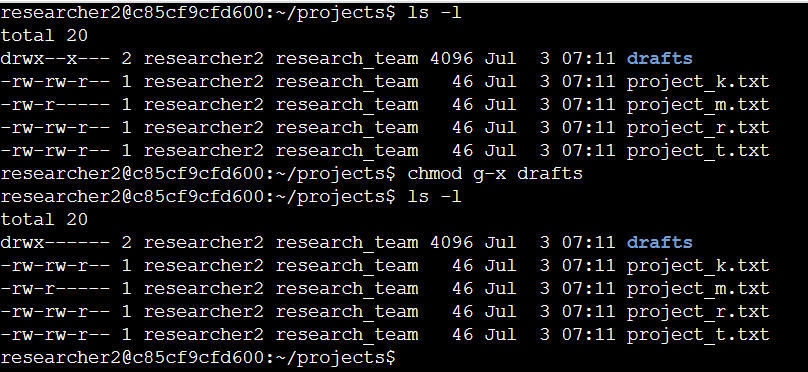 researcher2@c85cf9cfd600:~/projects$ ls -l
total 20
drwx--x--- 2 researcher2 research_team 4096 Jul  3 07:11 drafts
-rw-rw-r-- 1 researcher2 research_team   46 Jul  3 07:11 project_k.txt
-rw-r----- 1 researcher2 research_team   46 Jul  3 07:11 project_m.txt
-rw-rw-r-- 1 researcher2 research_team   46 Jul  3 07:11 project_r.txt
-rw-rw-r-- 1 researcher2 research_team   46 Jul  3 07:11 project_t.txt
researcher2@c85cf9cfd600:~/projects$ chmod g-x drafts
researcher2@c85cf9cfd600:~/projects$ ls -l
total 20
drwx------ 2 researcher2 research_team 4096 Jul  3 07:11 drafts
-rw-rw-r-- 1 researcher2 research_team   46 Jul  3 07:11 project_k.txt
-rw-r----- 1 researcher2 research_team   46 Jul  3 07:11 project_m.txt
-rw-rw-r-- 1 researcher2 research_team   46 Jul  3 07:11 project_r.txt
-rw-rw-r-- 1 researcher2 research_team   46 Jul  3 07:11 project_t.txt
researcher2@c85cf9cfd600:~/projects$